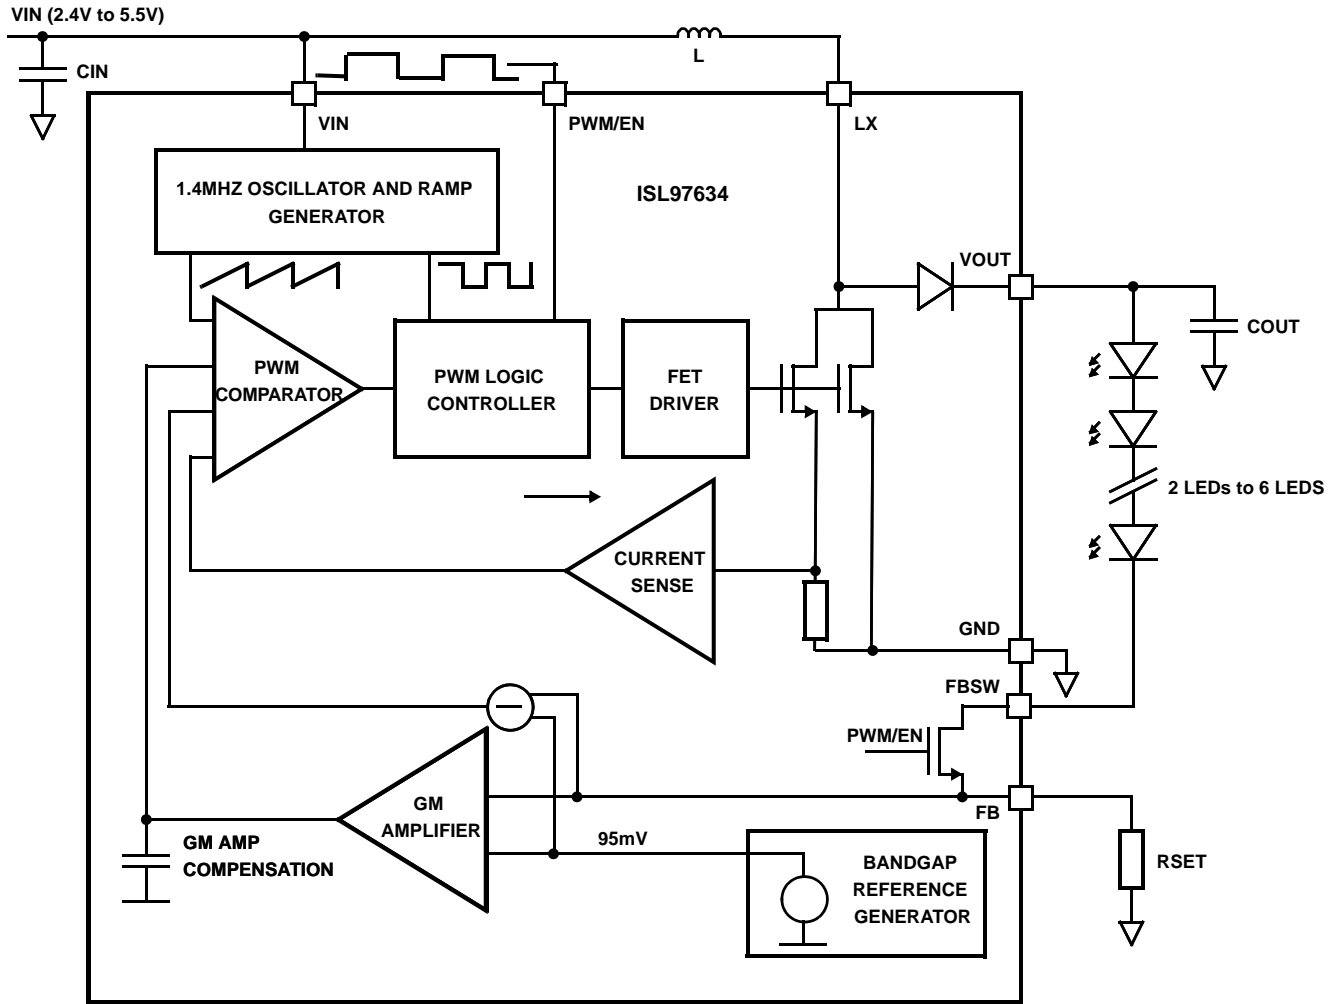 VIN (2.4V to 5.5V)
CIN
L
VIN
PWM/EN
LX
1.4MHZ OSCILLATOR AND RAMP
GENERATOR
ISL97634
VOUT
COUT
PWM
COMPARATOR
PWM LOGIC
CONTROLLER
FET
DRIVER
2 LEDs to 6 LEDS
CURRENT
SENSE
GND
FBSW
PWM/EN
FB
GM
AMPLIFIER
95mV
GM AMP
COMPENSATION
BANDGAP
REFERENCE
GENERATOR
RSET